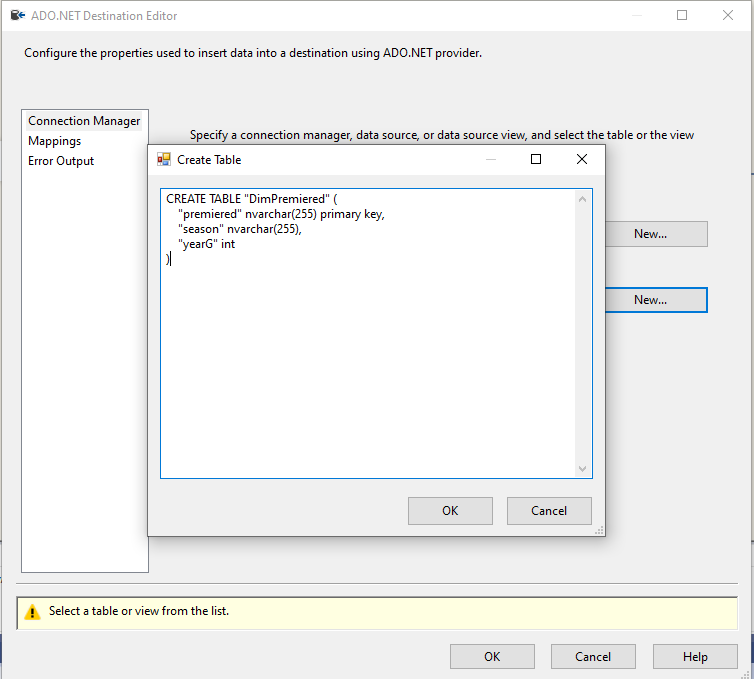 ADO.NET Destination Editor
Configure the properties used to insert data into a destination using ADO.NET provider.
Connection Manager
Mappings
Error Output
Specify a connection manager, data source, or data source view, and select the table or the view
Create Table
CREATE TABLE "DimPremiered" (
"premiered" nvarchar(255) primary key,
"season" nvarchar(255),
"yearG" int
)
New...
New...
OK
Cancel
Select a table or view from the list.
OK
Cancel
Help